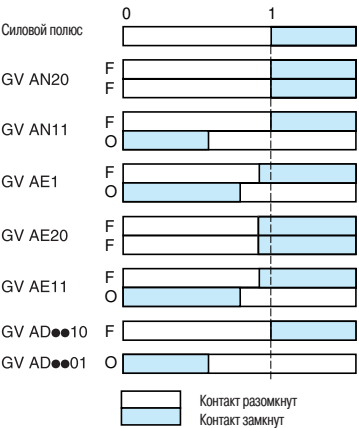 0 1
Силовой полюс
GV AN20 F
F
GV AN11 F
O
GV AE1 F
O
GV AE20 F
F
GV AE11 F
O
GV AD●●10 F
GV AD●●01 O
Контакт разомкнут
Контакт замкнут